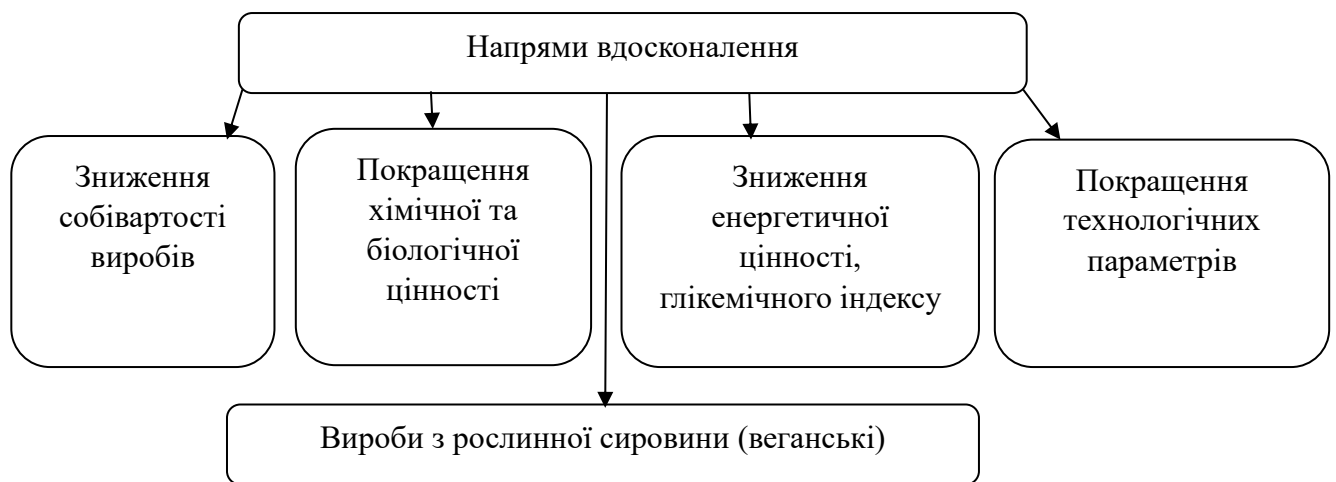 Напрями вдосконалення
Зниження
собівартості
виробів
Покращення
хімічної та
біологічної
цінності
Зниження
енергетичної
цінності,
глікемічного індексу
Покращення
технологічних
параметрів
Вироби з рослинної сировини (веганські)